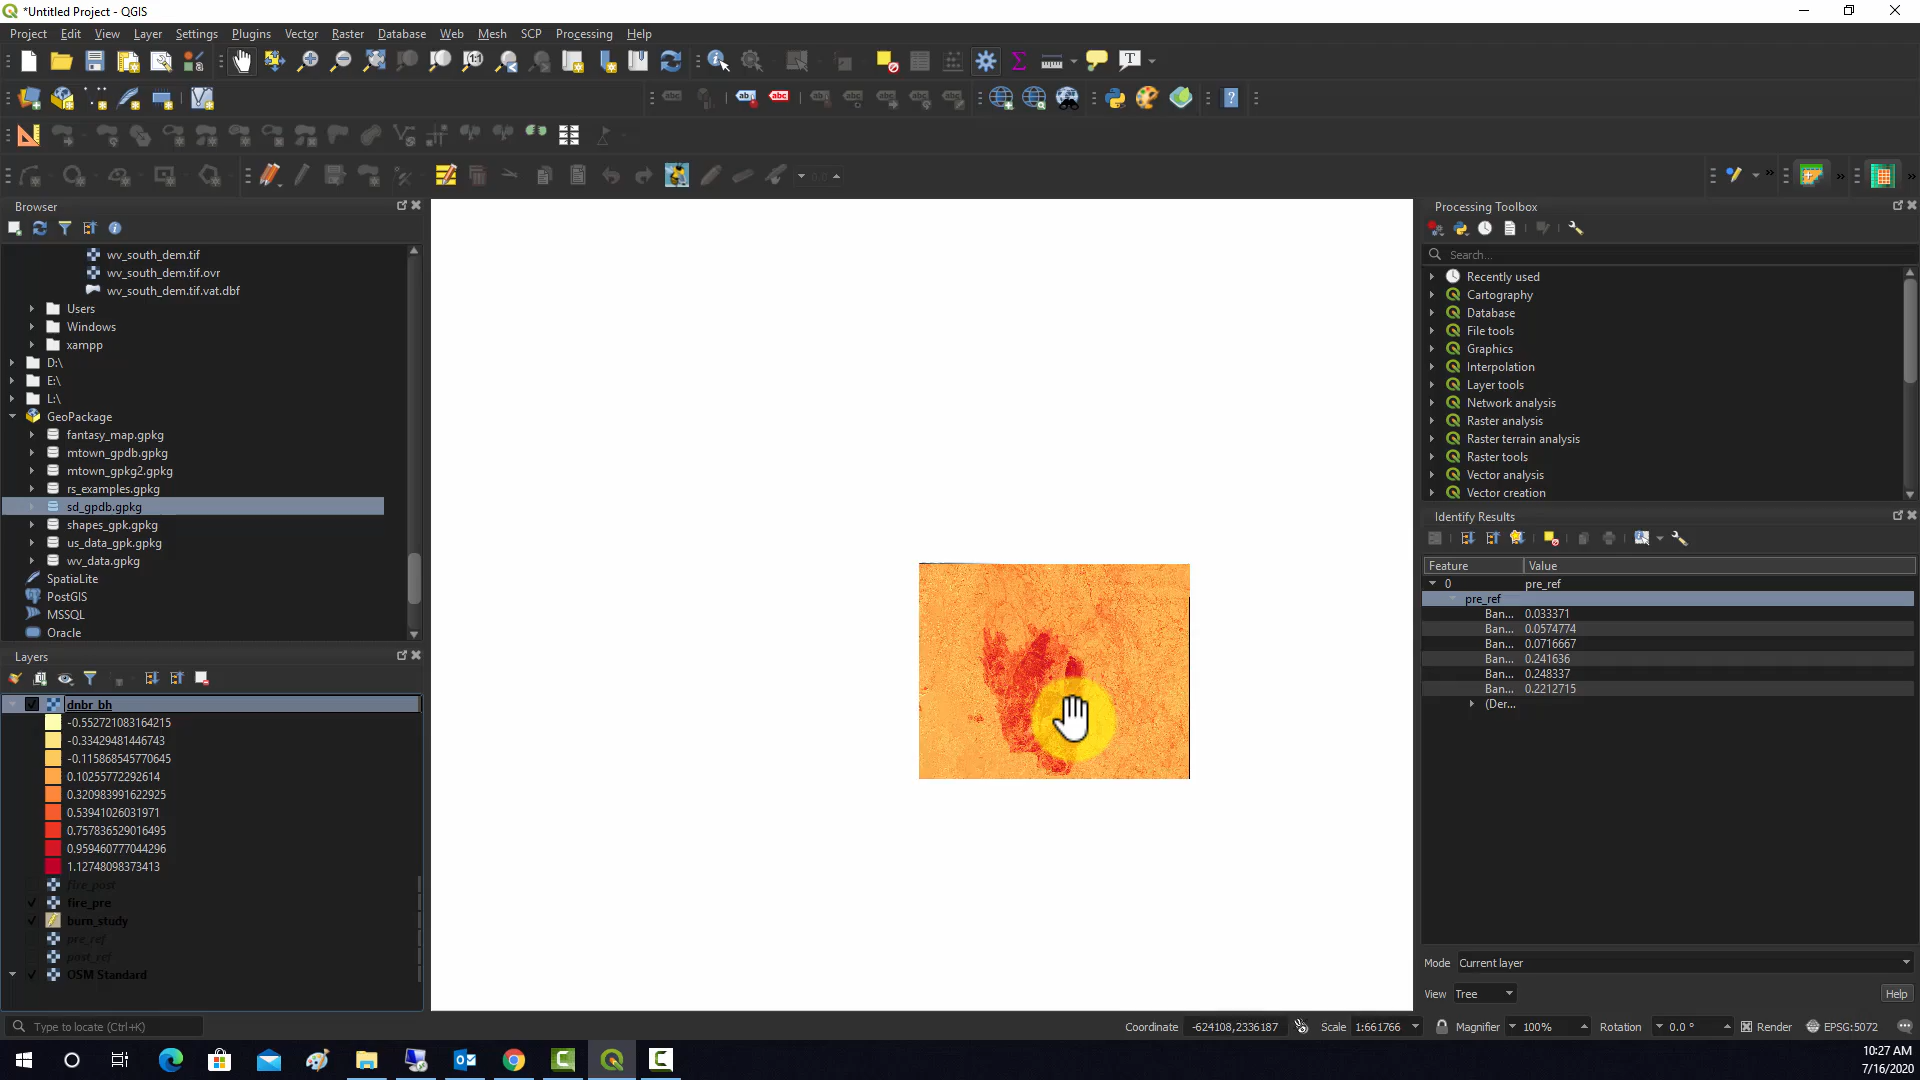 *Untitled Project - QGIS
Project Edit View Layer Settings Plugins Vector Raster Database Web Mesh SCP Processing Help
Browser
wv_south_dem.tif
wv_south_dem.tif.ovr
wv_south_dem.tif.vat.dbf
Users
Windows
xampp
D:\
E:\
L:\
GeoPackage
fantasy_map.gpkg
mtown_gpdb.gpkg
mtown_gpkg2.gpkg
rs_examples.gpkg
sd_gpdb.gpkg
shapes_gpk.gpkg
us_data_gpk.gpkg
wv_data.gpkg
SpatiaLite
PostGIS
MSSQL
Oracle
Layers
dnbr_bh
-0.552721083164215
-0.33429481446743
-0.115868545770645
0.10255772292614
0.320983991622925
0.53941026031971
0.757836529016495
0.959460777044296
1.12748098373413
fire_post
fire_pre
burn_study
pre_ref
post_ref
OSM Standard
Processing Toolbox
Search...
Recently used
Cartography
Database
File tools
Graphics
Interpolation
Layer tools
Network analysis
Raster analysis
Raster terrain analysis
Raster tools
Vector analysis
Vector creation
Identify Results
Feature Value
0 pre_ref
pre_ref
Ban... 0.033371
Ban... 0.0574774
Ban... 0.0716667
Ban... 0.241636
Ban... 0.248337
Ban... 0.2212715
(Der...
Mode Current layer
View Tree Help
Type to locate (Ctrl+K) Coordinate -624108,2336187 Scale 1:661766 Magnifier 100% Rotation 0.0 ° Render EPSG:5072
10:27 AM
7/16/2020